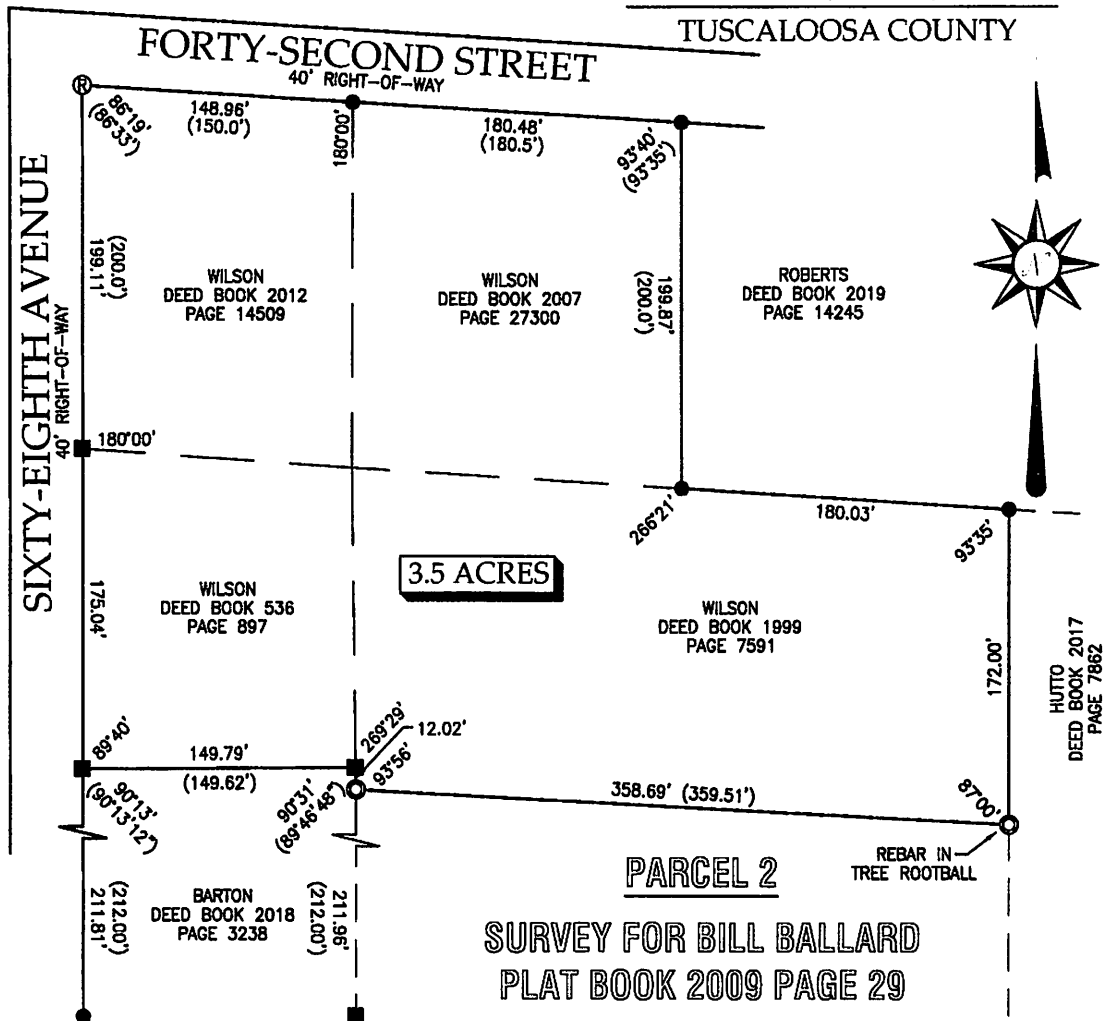 TUSCALOOSA COUNTY
FORTY-SECOND STREET
40' RIGHT-OF-WAY
R
86°19'
(86°33')
148.96'
(150.0')
180°00'
180.48'
(180.5')
93°40'
(93°35')
SIXTY-EIGHTH AVENUE
40' RIGHT-OF-WAY
(200.0')
199.11'
WILSON
DEED BOOK 2012
PAGE 14509
WILSON
DEED BOOK 2007
PAGE 27300
199.87'
(200.0')
ROBERTS
DEED BOOK 2019
PAGE 14245
N
180°00'
266°21'
180.03'
93°35'
3.5 ACRES
175.04'
WILSON
DEED BOOK 536
PAGE 897
WILSON
DEED BOOK 1999
PAGE 7591
172.00'
HUTTO
DEED BOOK 2017
PAGE 7862
89°40'
149.79'
(149.62')
269°29'
12.02'
93°56'
90°13'
(90°13'12")
90°31'
(89°46'48")
358.69' (359.51')
87°00'
REBAR IN
TREE ROOTBALL
(212.00')
211.81'
BARTON
DEED BOOK 2018
PAGE 3238
211.96'
(212.00')
PARCEL 2
SURVEY FOR BILL BALLARD
PLAT BOOK 2009 PAGE 29